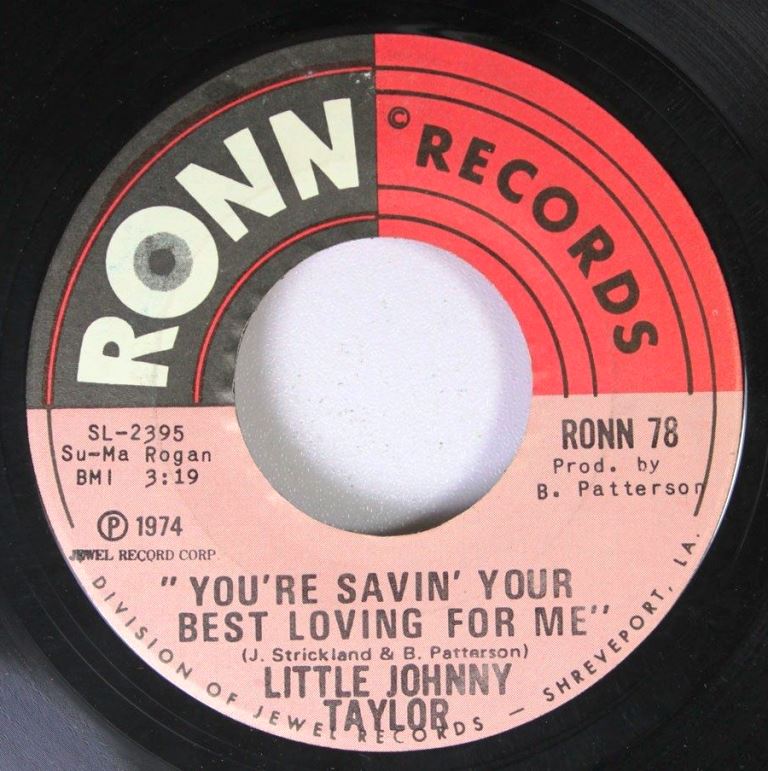 RONN
© RECORDS
SL-2395
Su-Ma Rogan
BMI 3:19
RONN 78
Prod. by
B. Patterson
Ⓟ 1974
JEWEL RECORD CORP
"YOU'RE SAVIN' YOUR
BEST LOVING FOR ME"
(J. Strickland & B. Patterson)
LITTLE JOHNNY
TAYLOR
DIVISION OF JEWEL RECORDS — SHREVEPORT, LA.